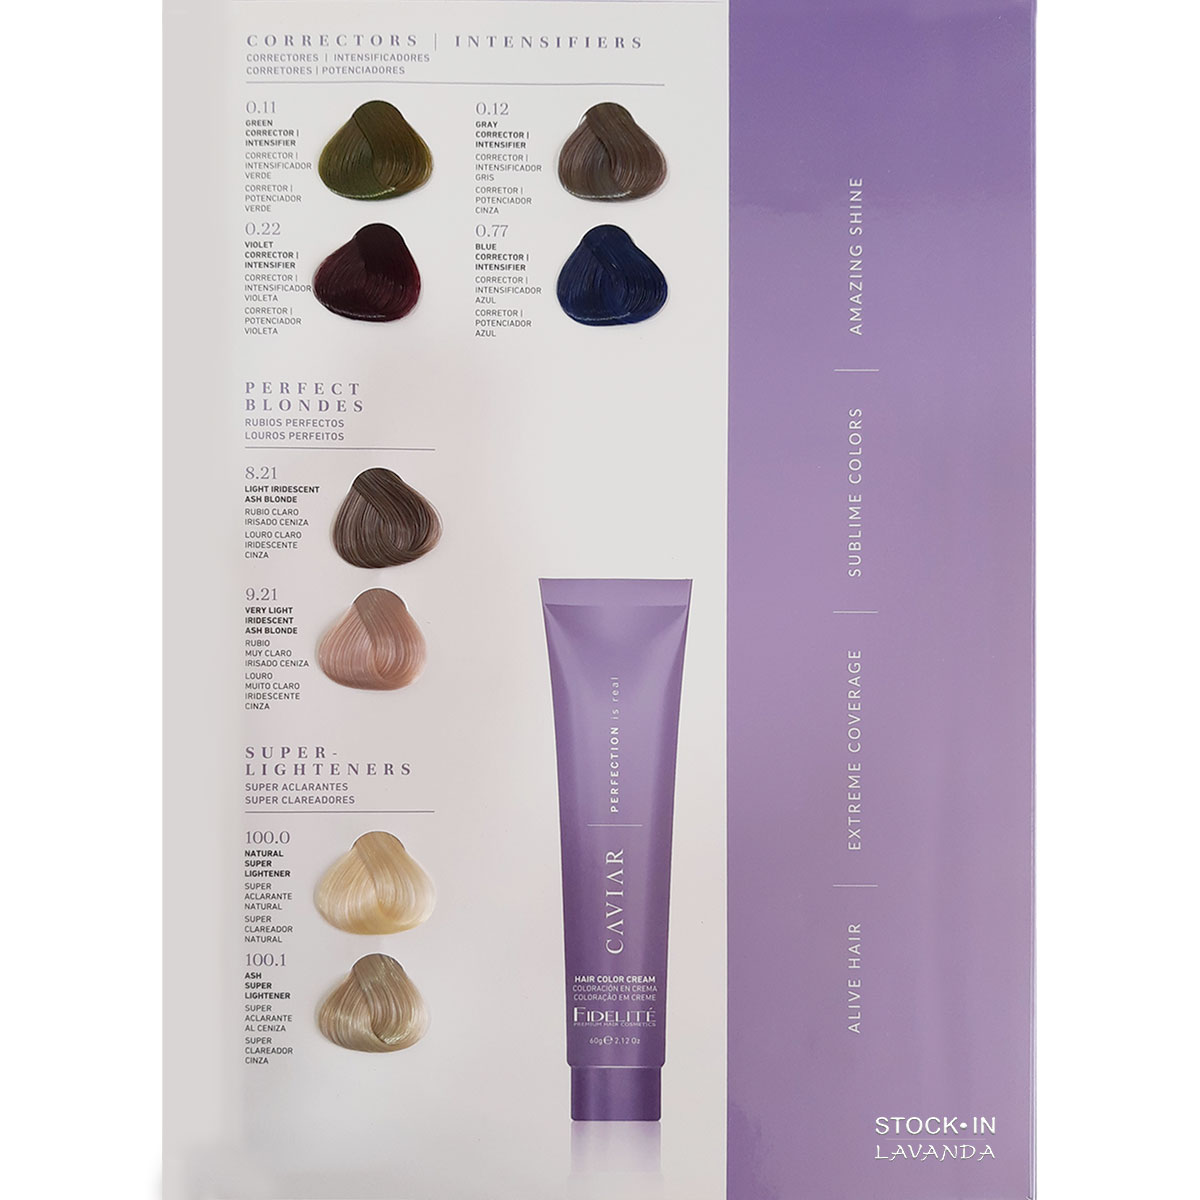 CORRECTORS | INTENSIFIERS
CORRECTORES | INTENSIFICADORES
CORRETORES | POTENCIADORES
0.11
GREEN
CORRECTOR |
INTENSIFIER
CORRECTOR |
INTENSIFICADOR
VERDE
CORRETOR |
POTENCIADOR
VERDE
0.12
GRAY
CORRECTOR |
INTENSIFIER
CORRECTOR |
INTENSIFICADOR
GRIS
CORRETOR |
POTENCIADOR
CINZA
0.22
VIOLET
CORRECTOR |
INTENSIFIER
CORRECTOR |
INTENSIFICADOR
VIOLETA
CORRETOR |
POTENCIADOR
VIOLETA
0.77
BLUE
CORRECTOR |
INTENSIFIER
CORRECTOR |
INTENSIFICADOR
AZUL
CORRETOR |
POTENCIADOR
AZUL
PERFECT
BLONDES
RUBIOS PERFECTOS
LOUROS PERFEITOS
8.21
LIGHT IRIDESCENT
ASH BLONDE
RUBIO CLARO
IRISADO CENIZA
LOURO CLARO
IRIDESCENTE
CINZA
9.21
VERY LIGHT
IRIDESCENT
ASH BLONDE
RUBIO
MUY CLARO
IRISADO CENIZA
LOURO
MUITO CLARO
IRIDESCENTE
CINZA
SUPER-
LIGHTENERS
SUPER ACLARANTES
SUPER CLAREADORES
100.0
NATURAL
SUPER
LIGHTENER
SUPER
ACLARANTE
NATURAL
SUPER
CLAREADOR
NATURAL
100.1
ASH
SUPER
LIGHTENER
SUPER
ACLARANTE
AL CENIZA
SUPER
CLAREADOR
CINZA
CAVIAR | PERFECTION is real
HAIR COLOR CREAM
COLORACIÓN EN CREMA
COLORAÇÃO EM CREME
FIDELITÉ
PREMIUM HAIR COSMETICS
60g ℮ 2.12 Oz
ALIVE HAIR | EXTREME COVERAGE | SUBLIME COLORS | AMAZING SHINE
STOCK•IN
LAVANDA